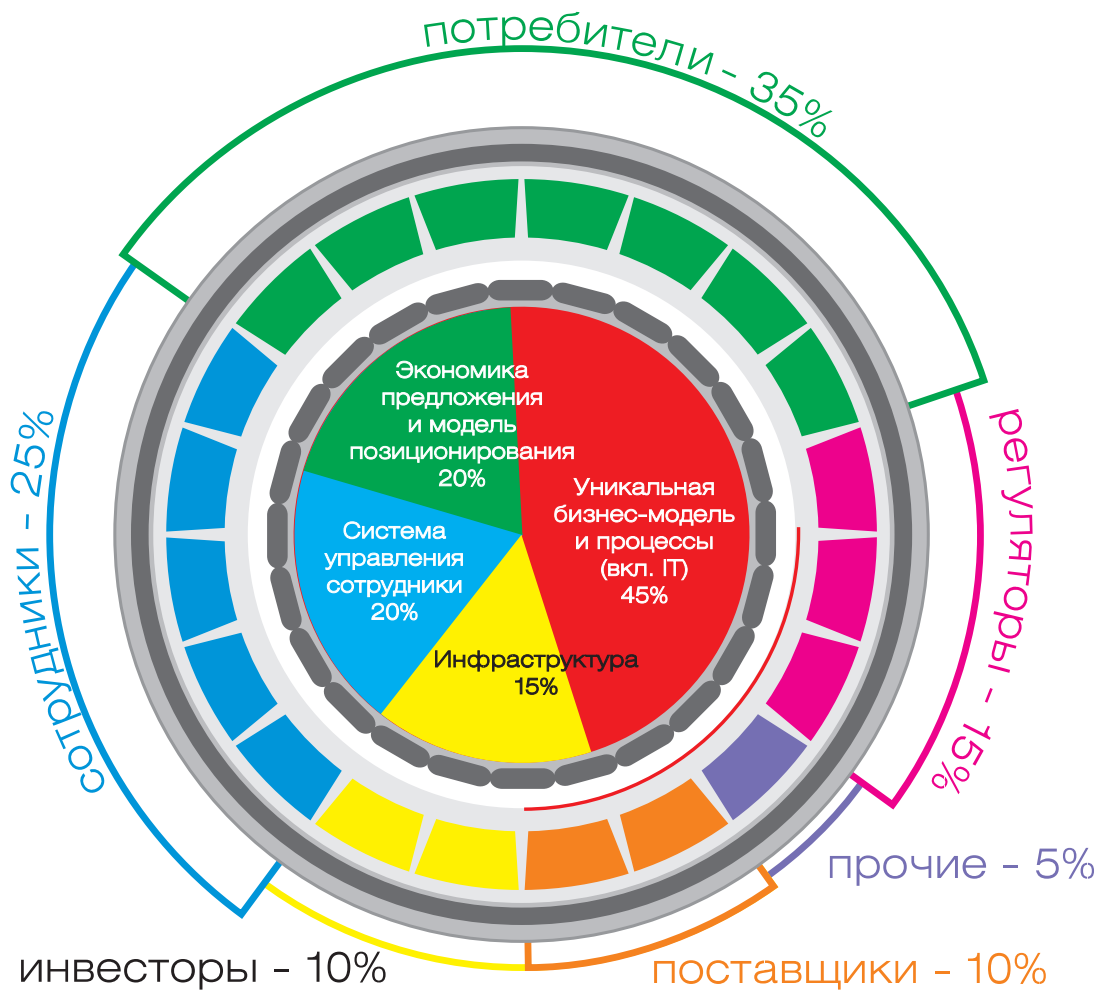 потребители - 35%
регуляторы - 15%
прочие - 5%
поставщики - 10%
инвесторы - 10%
сотрудники - 25%
Экономика
предложения
и модель
позиционирования
20%
Уникальная
бизнес-модель
и процессы
(вкл. IT)
45%
Система
управления
сотрудники
20%
Инфраструктура
15%